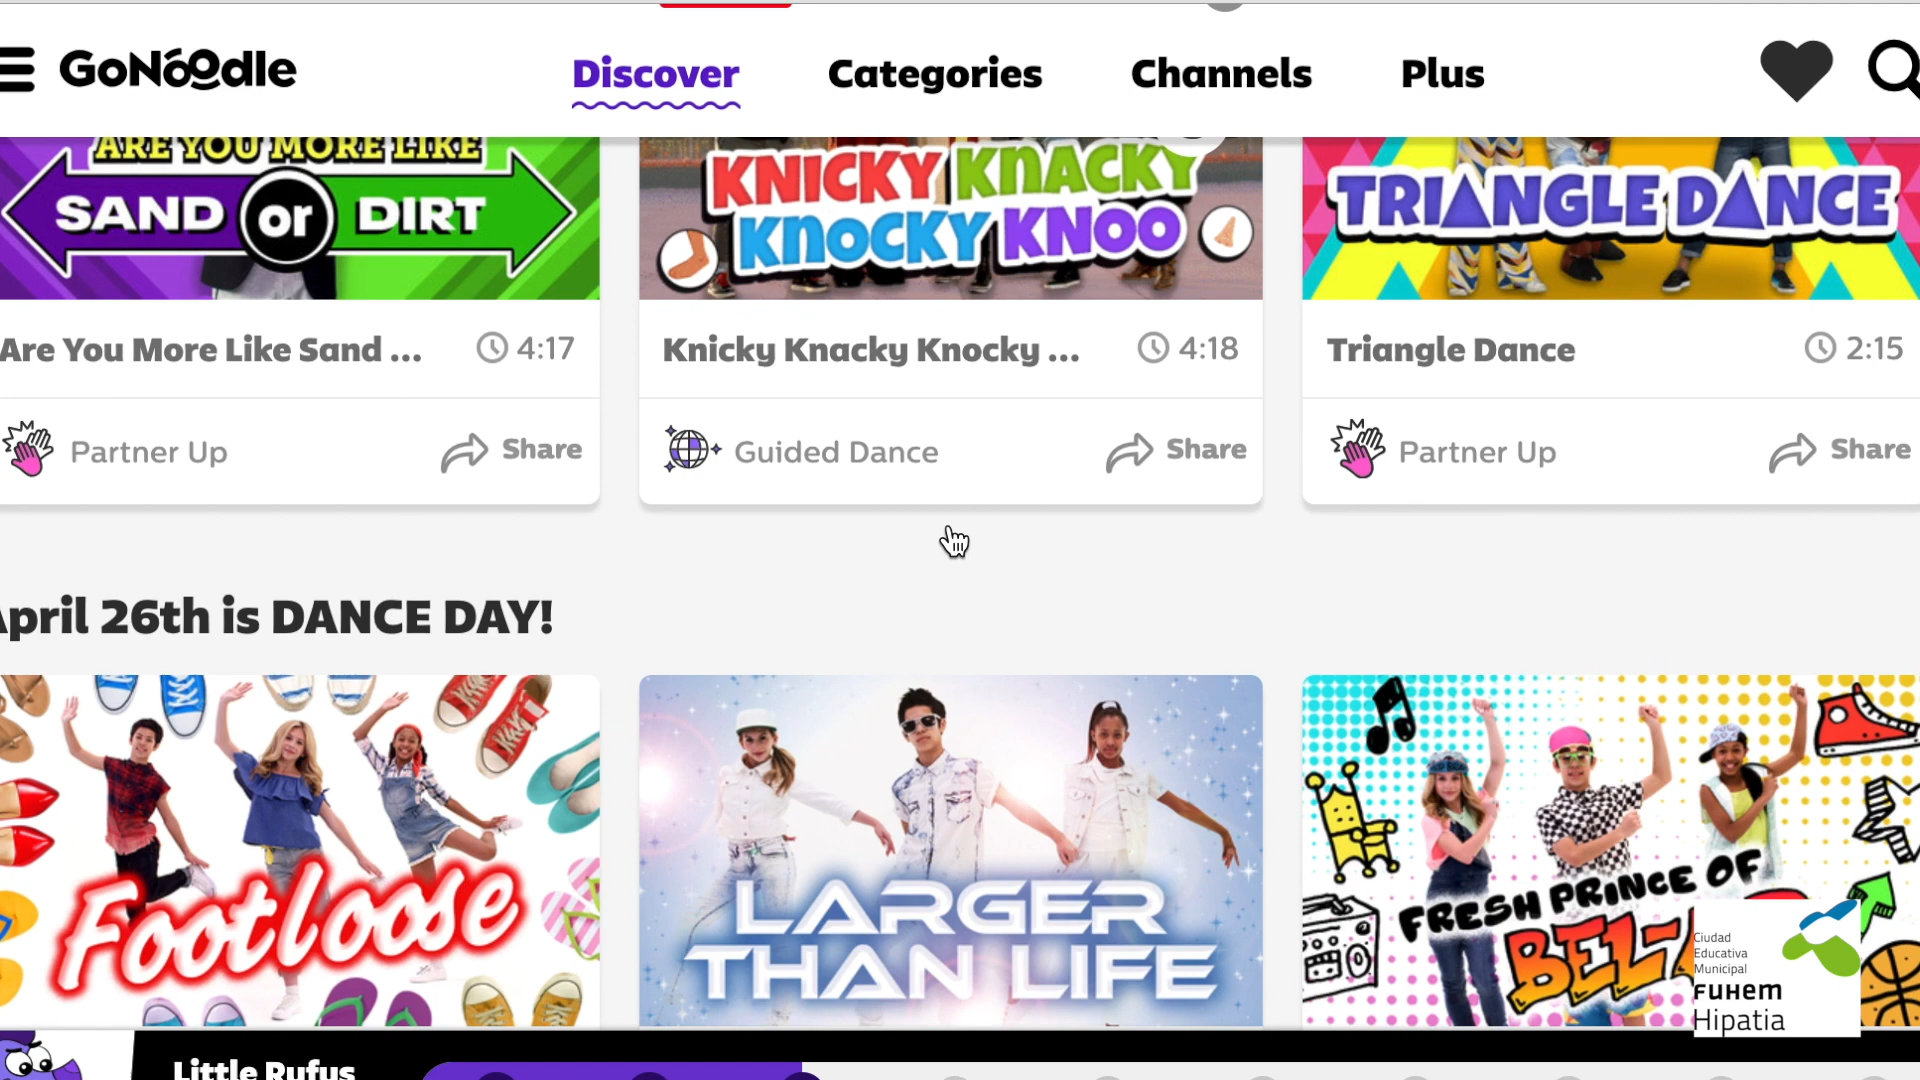 GoNoodle
Discover
Categories
Channels
Plus
ARE YOU MORE LIKE
SAND or DIRT
KNICKY KNACKY
KNOCKY KNOO
TRIANGLE DANCE
Are You More Like Sand ...
4:17
Knicky Knacky Knocky ...
4:18
Triangle Dance
2:15
Partner Up
Share
Guided Dance
Share
Partner Up
Share
April 26th is DANCE DAY!
Footloose
LARGER
THAN LIFE
FRESH PRINCE OF
BEL-
Ciudad
Educativa
Municipal
FUHEM
Hipatia
Little Rufus